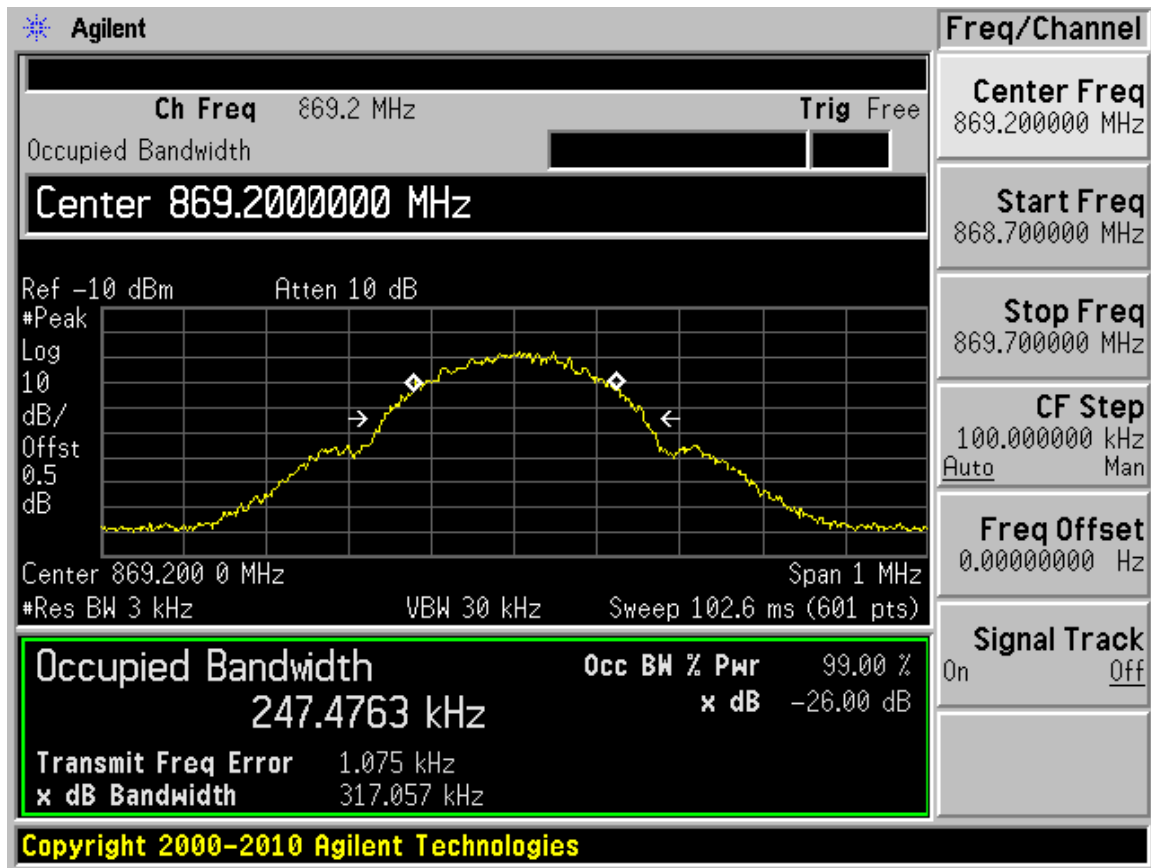 Agilent
Freq/Channel
Ch Freq 869.2 MHz Trig Free
Occupied Bandwidth
Center 869.2000000 MHz
Ref -10 dBm Atten 10 dB
#Peak
Log
10
dB/
Offst
0.5
dB
Center 869.200 0 MHz Span 1 MHz
#Res BW 3 kHz VBW 30 kHz Sweep 102.6 ms (601 pts)
Occupied Bandwidth
247.4763 kHz
Occ BW % Pwr 99.00 %
x dB -26.00 dB
Transmit Freq Error 1.075 kHz
x dB Bandwidth 317.057 kHz
Copyright 2000-2010 Agilent Technologies
Center Freq
869.200000 MHz
Start Freq
868.700000 MHz
Stop Freq
869.700000 MHz
CF Step
100.000000 kHz
Auto Man
Freq Offset
0.00000000 Hz
Signal Track
On Off